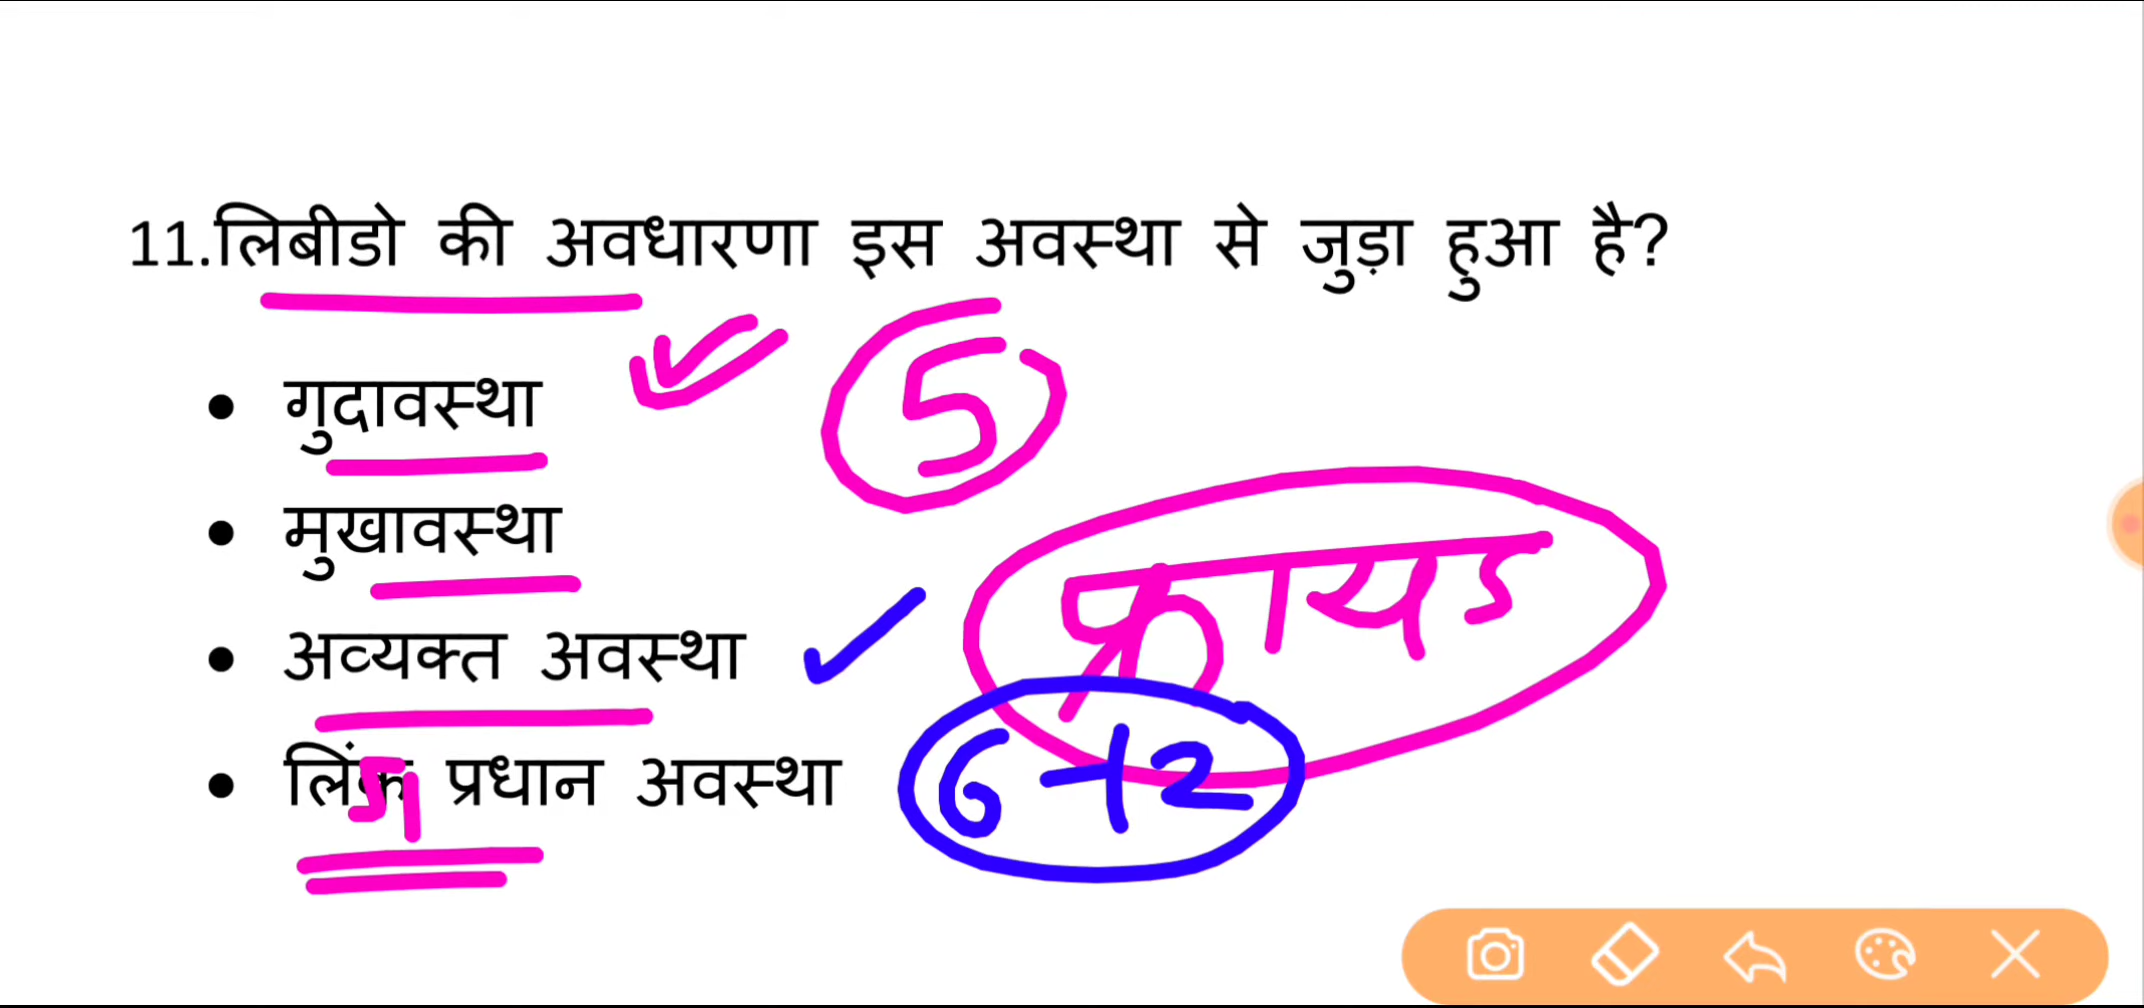 11.लिबीडो की अवधारणा इस अवस्था से जुड़ा हुआ है?
5
• गुदावस्था
• मुखावस्था
फ्रायड
• अव्यक्त अवस्था
• लिंग प्रधान अवस्था
6-12